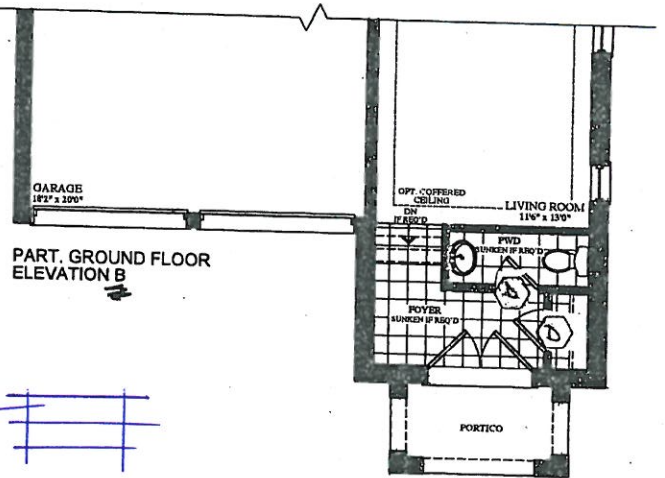 GARAGE
18'2" x 20'0"
OPT. COFFERED
CEILING
DN
IF REQ'D
LIVING ROOM
11'6" x 13'0"
PWD
SUNKEN IF REQ'D
PART. GROUND FLOOR
ELEVATION B
FOYER
SUNKEN IF REQ'D
D
PORTICO